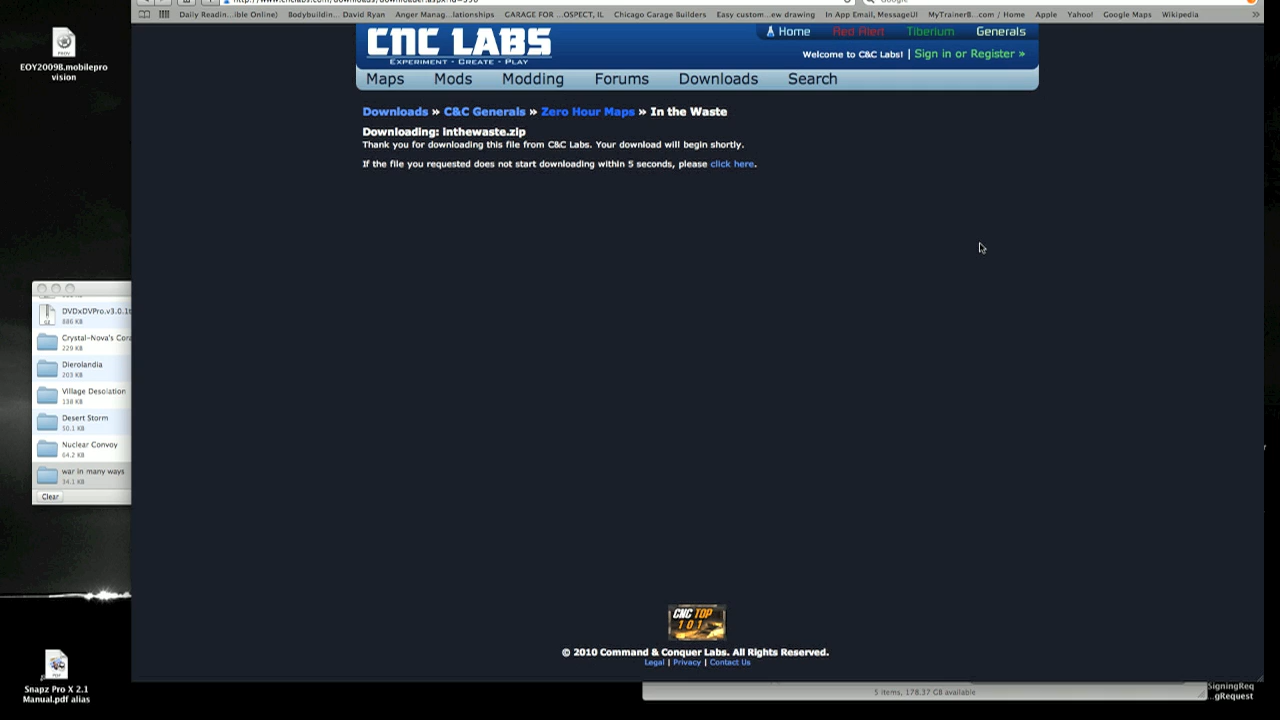 Daily Readin...ible Online) Bodybuildin... David Ryan Anger Manag...lationships GARAGE FOR ...OSPECT, IL Chicago Garage Builders Easy custom...ew drawing In App Email, MessageUI MyTrainerB...com / Home Apple Yahoo! Google Maps Wikipedia »
EOY2009B.mobilepro
vision
CNC LABS
EXPERIMENT • CREATE • PLAY
Home Red Alert Tiberium Generals
Welcome to C&C Labs! | Sign in or Register »
Maps Mods Modding Forums Downloads Search
Downloads » C&C Generals » Zero Hour Maps » In the Waste
Downloading: inthewaste.zip
Thank you for downloading this file from C&C Labs. Your download will begin shortly.
If the file you requested does not start downloading within 5 seconds, please click here.
DVDxDVPro.v3.0.1
886 KB
Crystal-Nova's
229 KB
Dierolandia
203 KB
Village Desolation
138 KB
Desert Storm
50.1 KB
Nuclear Convoy
64.2 KB
war in many ways
34.1 KB
Clear
CNC TOP
101
© 2010 Command & Conquer Labs. All Rights Reserved.
Legal | Privacy | Contact Us
Snapz Pro X 2.1
Manual.pdf alias
5 items, 178.37 GB available
SigningReq
...gRequest